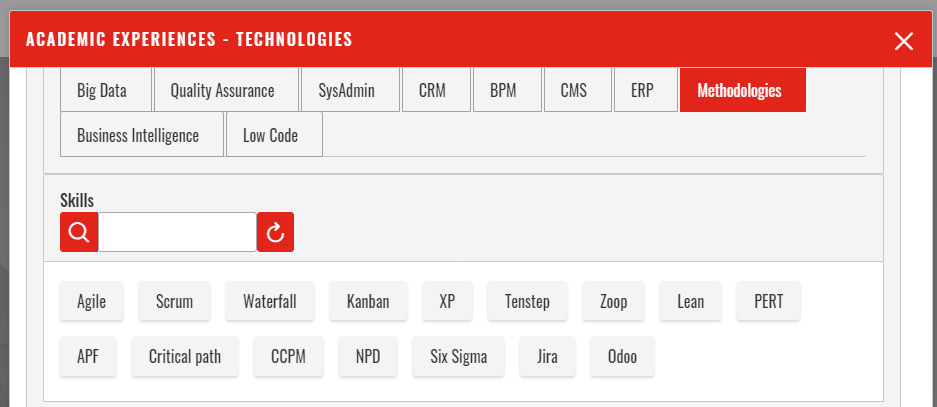 ACADEMIC EXPERIENCES - TECHNOLOGIES
Big Data Quality Assurance SysAdmin CRM BPM CMS ERP Methodologies
Business Intelligence Low Code
Skills
Agile Scrum Waterfall Kanban XP Tenstep Zoop Lean PERT
APF Critical path CCPM NPD Six Sigma Jira Odoo